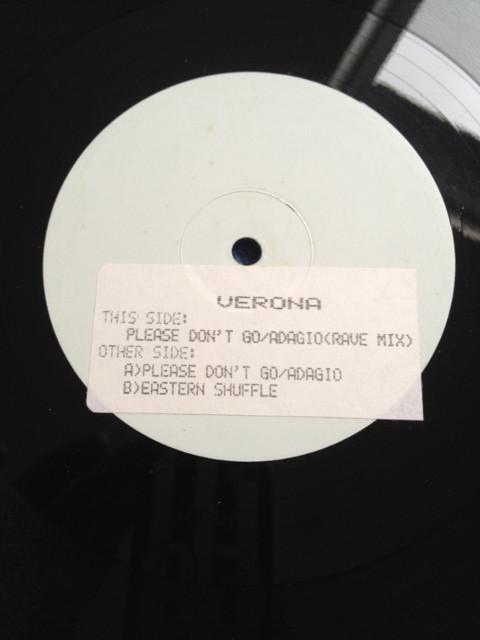 VERONA
THIS SIDE:
PLEASE DON'T GO/ADAGIO(RAVE MIX)
OTHER SIDE:
A)PLEASE DON'T GO/ADAGIO
B)EASTERN SHUFFLE